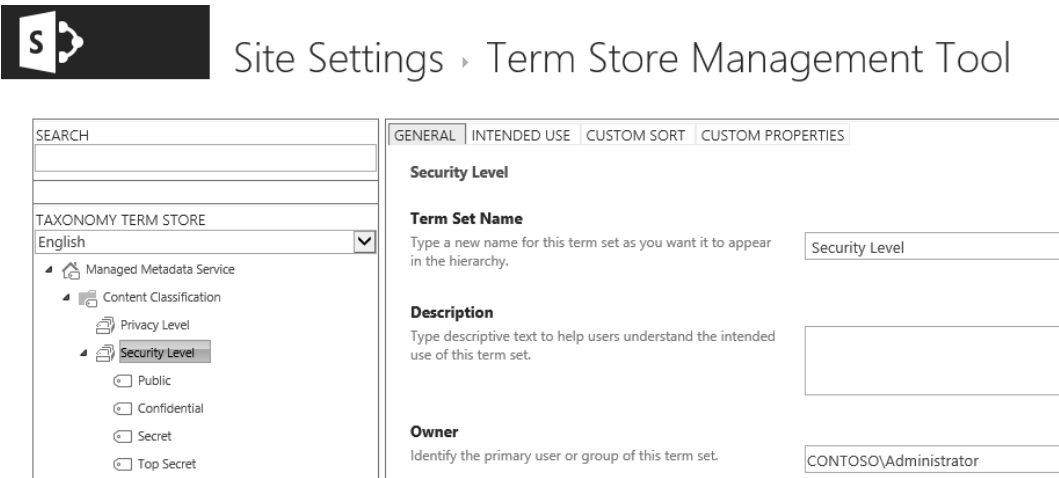 S
Site Settings ▸ Term Store Management Tool
SEARCH
TAXONOMY TERM STORE
English
Managed Metadata Service
Content Classification
Privacy Level
Security Level
Public
Confidential
Secret
Top Secret
GENERAL INTENDED USE CUSTOM SORT CUSTOM PROPERTIES
Security Level
Term Set Name
Type a new name for this term set as you want it to appear
in the hierarchy.
Security Level
Description
Type descriptive text to help users understand the intended
use of this term set.
Owner
Identify the primary user or group of this term set.
CONTOSO\Administrator